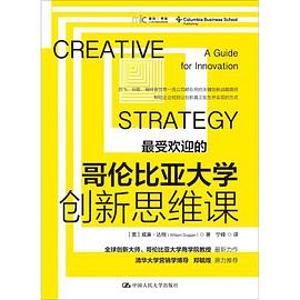 Columbia Business School
Publishing
CREATIVE
A Guide
for Innovation
STRATEGY
最受欢迎的
哥伦比亚大学
创新思维课
[美] 威廉·达根 (William Duggan) 著 宁锋 译
全球创新大师、哥伦比亚大学商学院教授 最新力作
清华大学营销学博导 郑毓煌 鼎力推荐
中国人民大学出版社